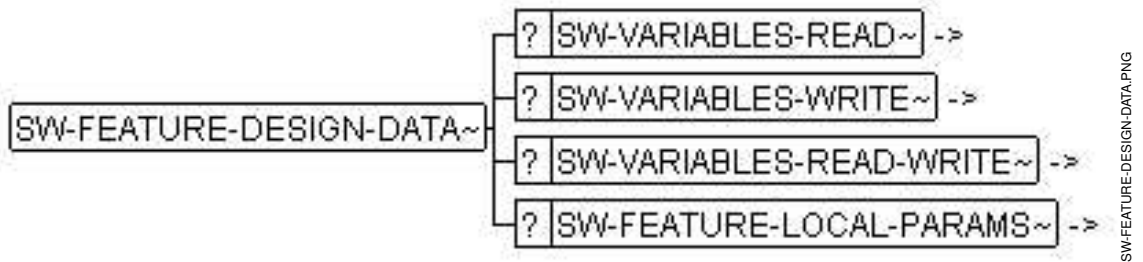 ? SW-VARIABLES-READ~ ->
? SW-VARIABLES-WRITE~ ->
SW-FEATURE-DESIGN-DATA~
? SW-VARIABLES-READ-WRITE~ ->
? SW-FEATURE-LOCAL-PARAMS~ ->
SW-FEATURE-DESIGN-DATA.PNG